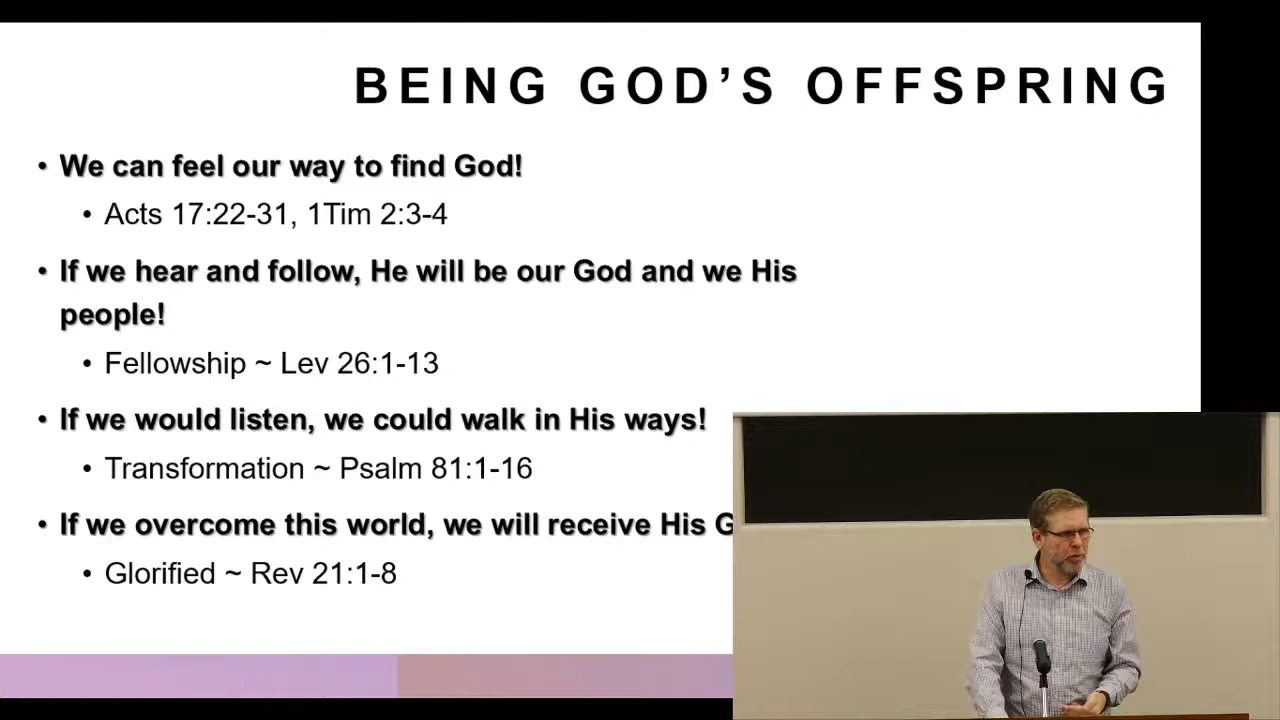 BEING GOD’S OFFSPRING
• We can feel our way to find God!
• Acts 17:22-31, 1Tim 2:3-4
• If we hear and follow, He will be our God and we His
people!
• Fellowship ~ Lev 26:1-13
• If we would listen, we could walk in His ways!
• Transformation ~ Psalm 81:1-16
• If we overcome this world, we will receive His
• Glorified ~ Rev 21:1-8